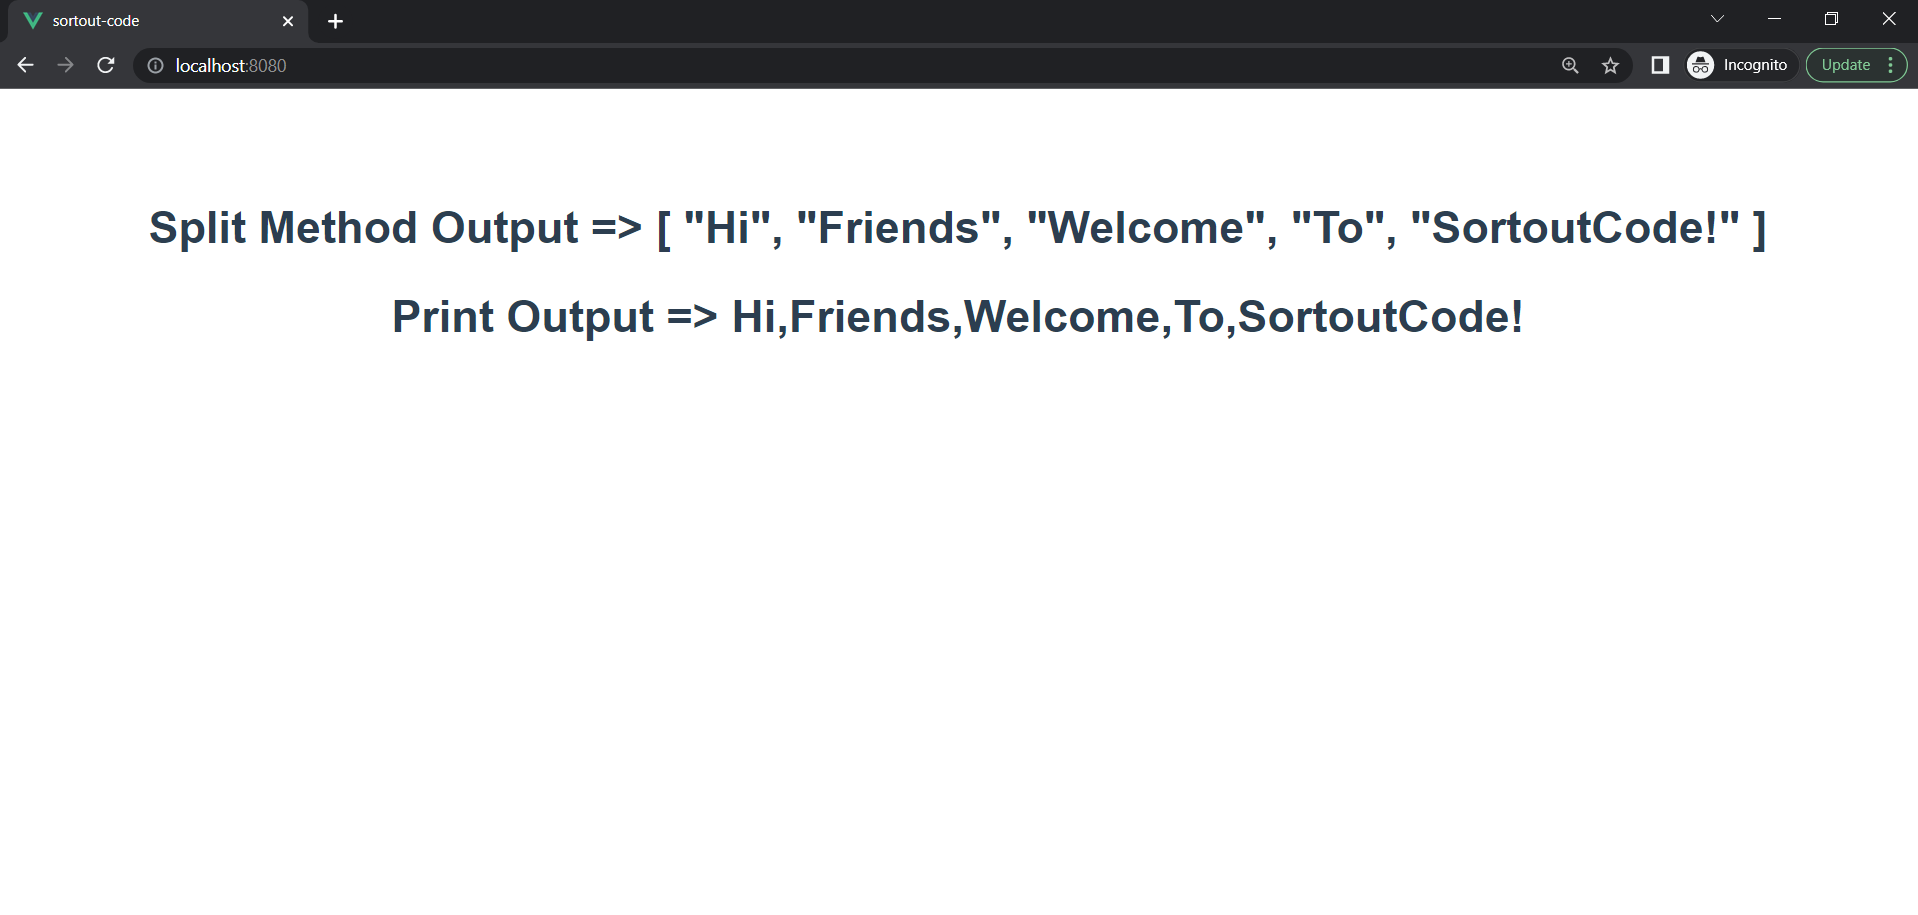 sortout-code
localhost:8080
Incognito
Update
Split Method Output => [ "Hi", "Friends", "Welcome", "To", "SortoutCode!" ]
Print Output => Hi,Friends,Welcome,To,SortoutCode!